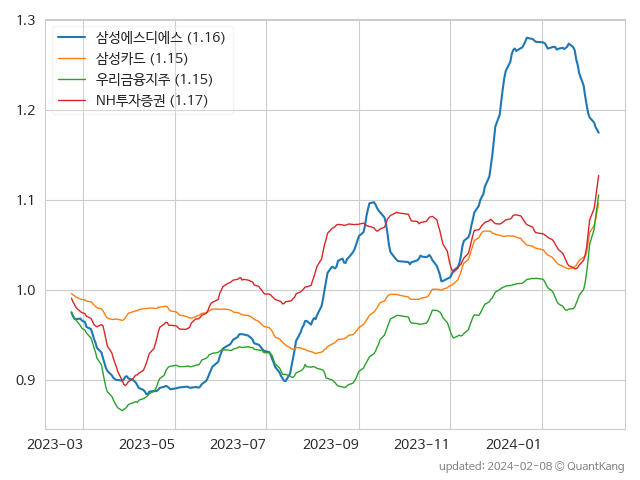 1.3
삼성에스디에스 (1.16)
삼성카드 (1.15)
우리금융지주 (1.15)
NH투자증권 (1.17)
1.2
1.1
1.0
0.9
2023-03 2023-05 2023-07 2023-09 2023-11 2024-01
updated: 2024-02-08 © QuantKang